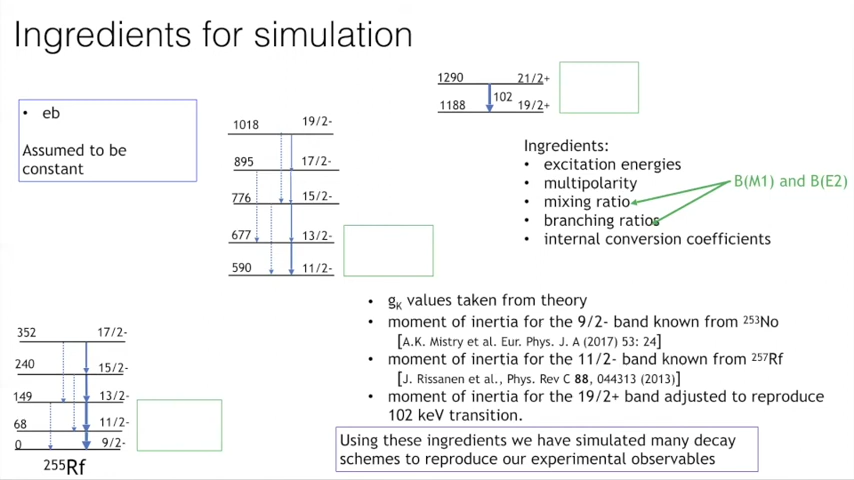 Ingredients for simulation
• eb
Assumed to be
constant
1290 21/2+
102
1188 19/2+
1018 19/2-
895 17/2-
776 15/2-
677 13/2-
590 11/2-
Ingredients:
• excitation energies
• multipolarity
• mixing ratio
• branching ratios
• internal conversion coefficients
B(M1) and B(E2)
352 17/2-
240 15/2-
149 13/2-
68 11/2-
0 9/2-
²⁵⁵Rf
• gK values taken from theory
• moment of inertia for the 9/2- band known from ²⁵³No
[A.K. Mistry et al. Eur. Phys. J. A (2017) 53: 24]
• moment of inertia for the 11/2- band known from ²⁵⁷Rf
[J. Rissanen et al., Phys. Rev C 88, 044313 (2013)]
• moment of inertia for the 19/2+ band adjusted to reproduce
102 keV transition.
Using these ingredients we have simulated many decay
schemes to reproduce our experimental observables